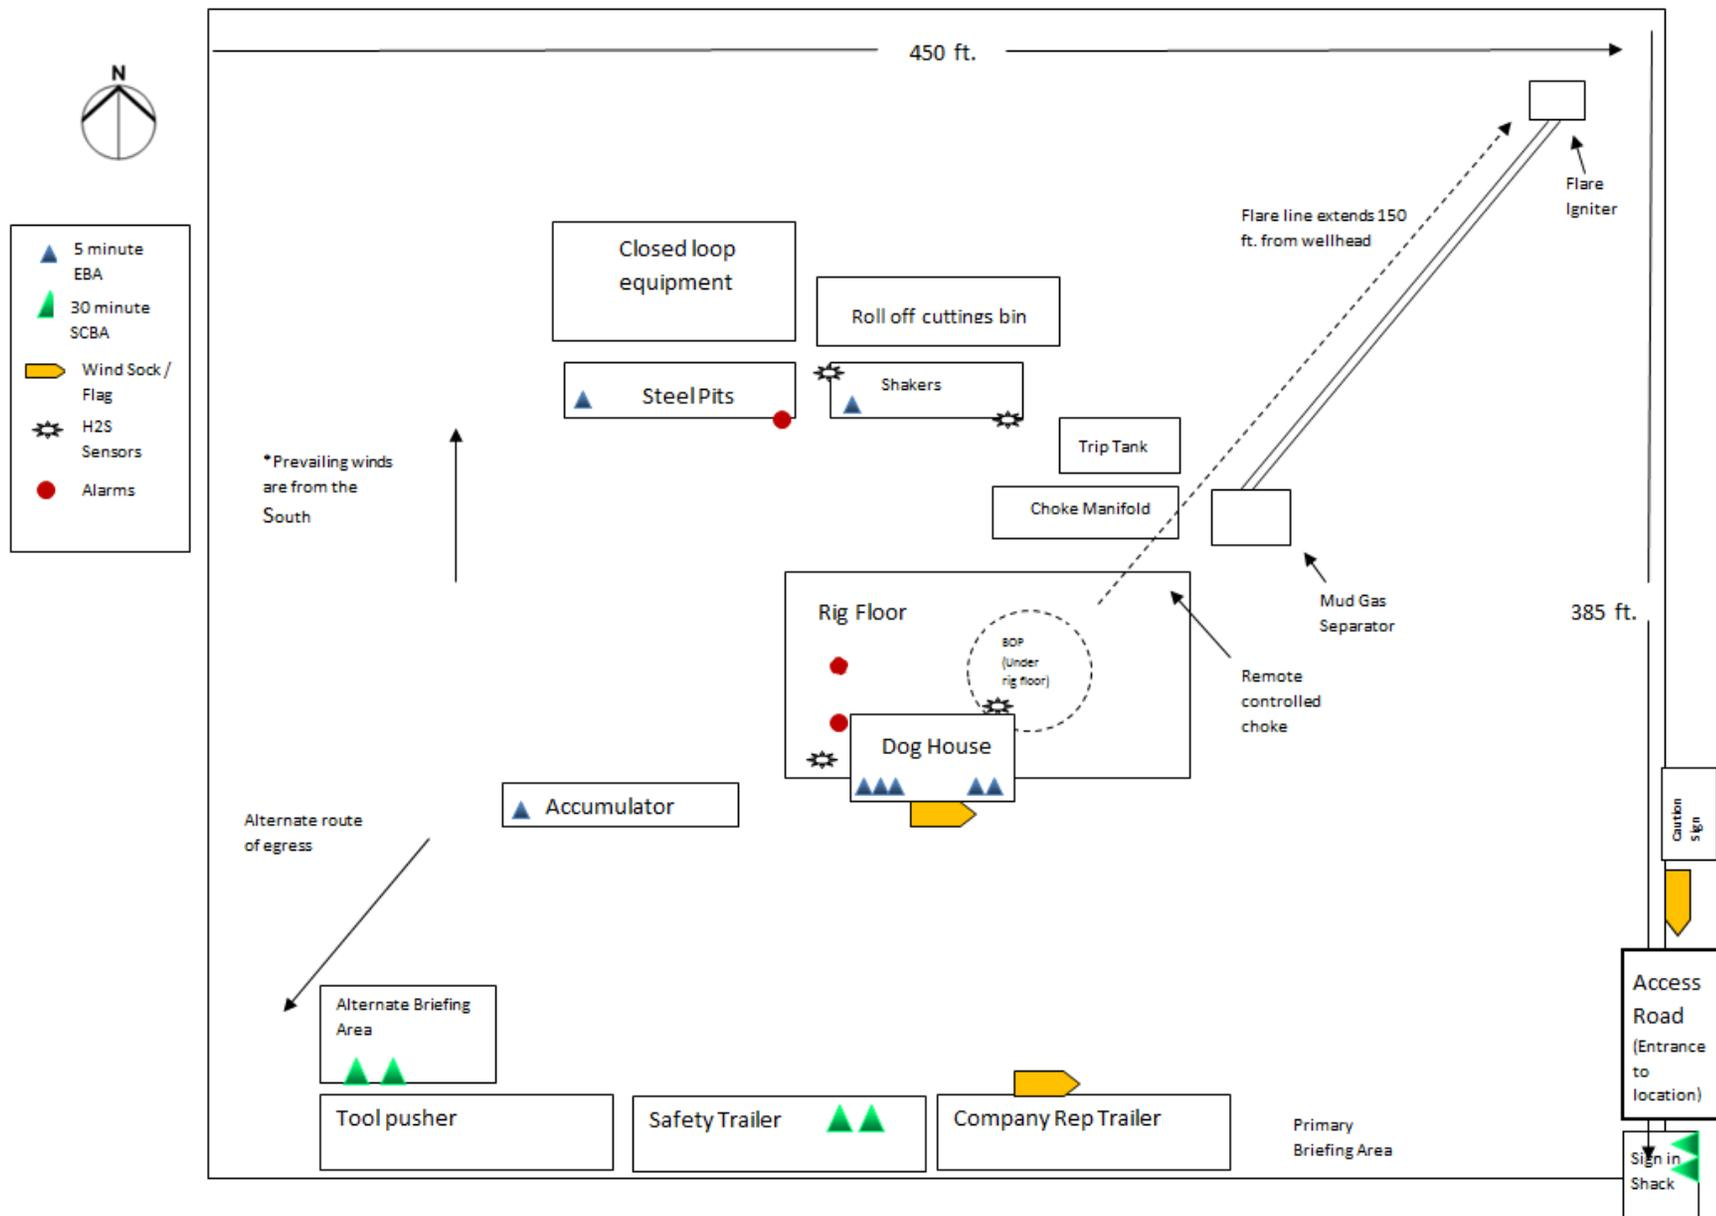 450 ft.
N
5 minute
EBA
30 minute
SCBA
Wind Sock /
Flag
H2S
Sensors
Alarms
Flare
Igniter
Flare line extends 150
ft. from wellhead
Closed loop
equipment
Roll off cuttings bin
Steel Pits
Shakers
Trip Tank
Choke Manifold
*Prevailing winds
are from the
South
Mud Gas
Separator
385 ft.
Rig Floor
BOP
(Under
rig floor)
Remote
controlled
choke
Dog House
Accumulator
Alternate route
of egress
Caution
Sign
Access
Road
(Entrance
to
location)
Alternate Briefing
Area
Tool pusher
Safety Trailer
Company Rep Trailer
Primary
Briefing Area
Sign in
Shack